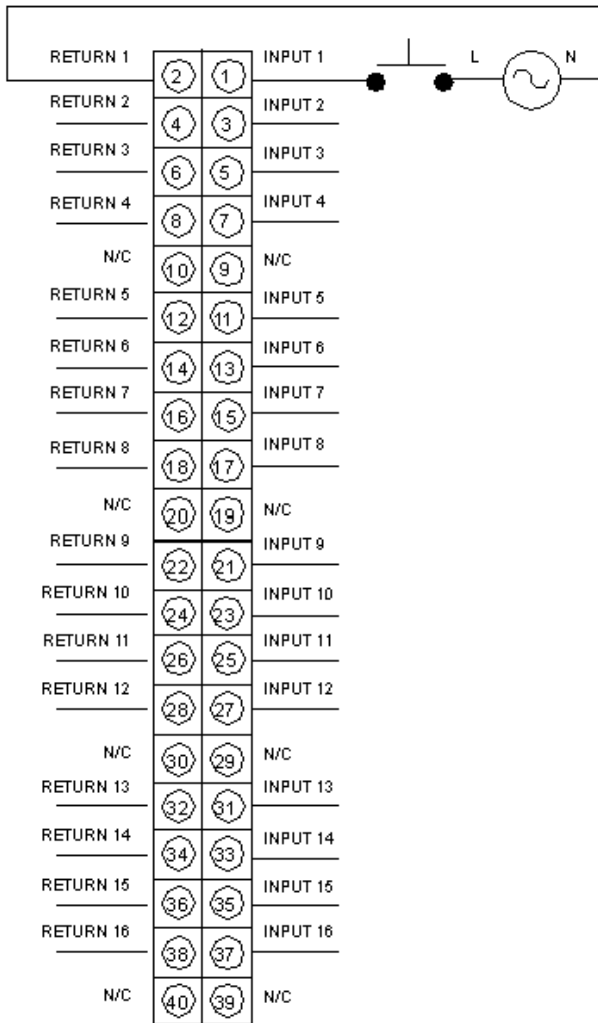 RETURN 1 2 1 INPUT 1 L N
RETURN 2 4 3 INPUT 2
RETURN 3 6 5 INPUT 3
RETURN 4 8 7 INPUT 4
N/C 10 9 N/C
RETURN 5 12 11 INPUT 5
RETURN 6 14 13 INPUT 6
RETURN 7 16 15 INPUT 7
RETURN 8 18 17 INPUT 8
N/C 20 19 N/C
RETURN 9 22 21 INPUT 9
RETURN 10 24 23 INPUT 10
RETURN 11 26 25 INPUT 11
RETURN 12 28 27 INPUT 12
N/C 30 29 N/C
RETURN 13 32 31 INPUT 13
RETURN 14 34 33 INPUT 14
RETURN 15 36 35 INPUT 15
RETURN 16 38 37 INPUT 16
N/C 40 39 N/C